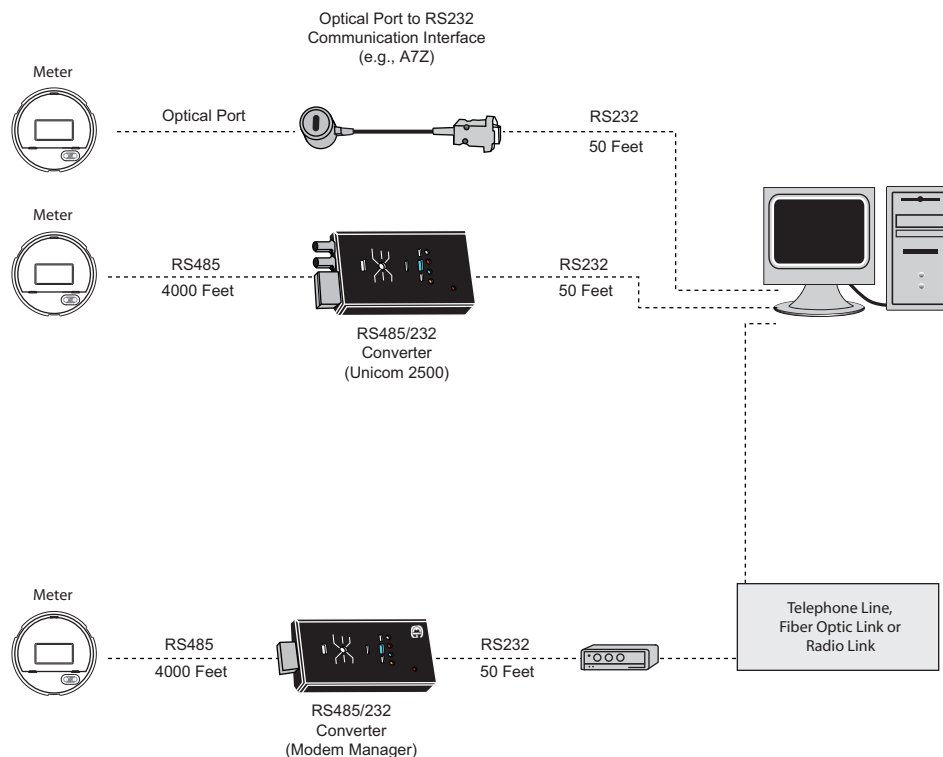 Optical Port to RS232
Communication Interface
(e.g., A7Z)
Meter
Optical Port
RS232
50 Feet
Meter
RS485
4000 Feet
RS232
50 Feet
RS485/232
Converter
(Unicom 2500)
Meter
RS485
4000 Feet
RS232
50 Feet
Telephone Line,
Fiber Optic Link or
Radio Link
RS485/232
Converter
(Modem Manager)